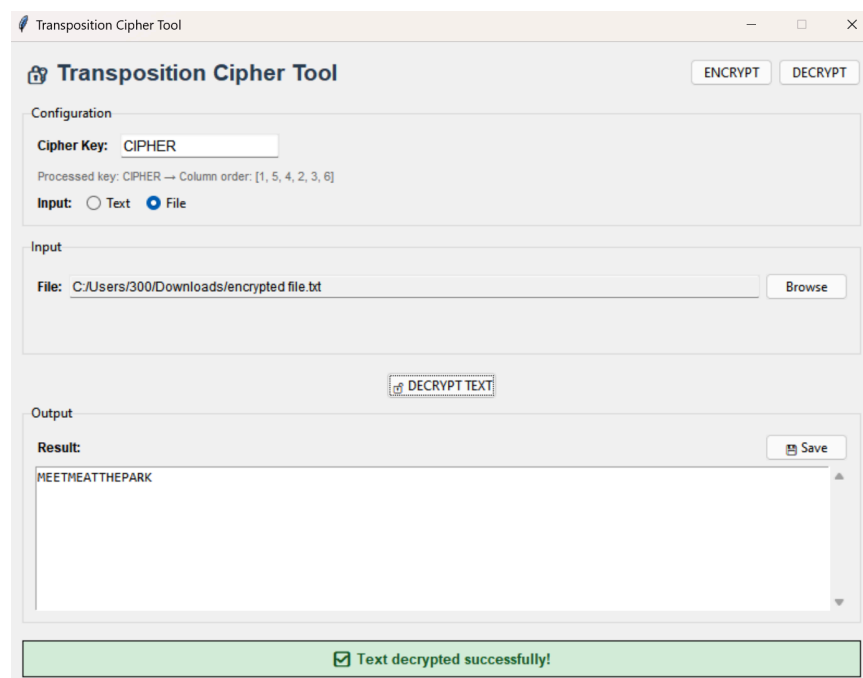 Transposition Cipher Tool
Transposition Cipher Tool
ENCRYPT
DECRYPT
Configuration
Cipher Key: CIPHER
Processed key: CIPHER → Column order: [1, 5, 4, 2, 3, 6]
Input: Text File
Input
File: C:/Users/300/Downloads/encrypted file.txt
Browse
DECRYPT TEXT
Output
Result:
Save
MEETMEATTHEPARK
Text decrypted successfully!